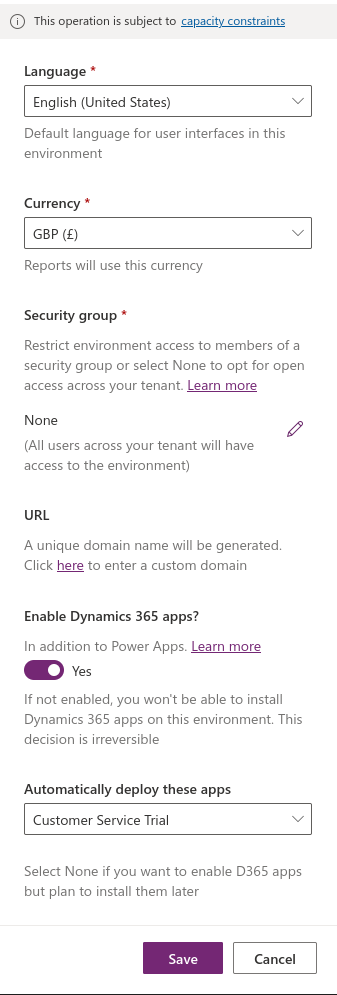 This operation is subject to capacity constraints
Language *
English (United States)
Default language for user interfaces in this
environment
Currency *
GBP (£)
Reports will use this currency
Security group *
Restrict environment access to members of a
security group or select None to opt for open
access across your tenant. Learn more
None
(All users across your tenant will have
access to the environment)
URL
A unique domain name will be generated.
Click here to enter a custom domain
Enable Dynamics 365 apps?
In addition to Power Apps. Learn more
Yes
If not enabled, you won't be able to install
Dynamics 365 apps on this environment. This
decision is irreversible
Automatically deploy these apps
Customer Service Trial
Select None if you want to enable D365 apps
but plan to install them later
Save
Cancel